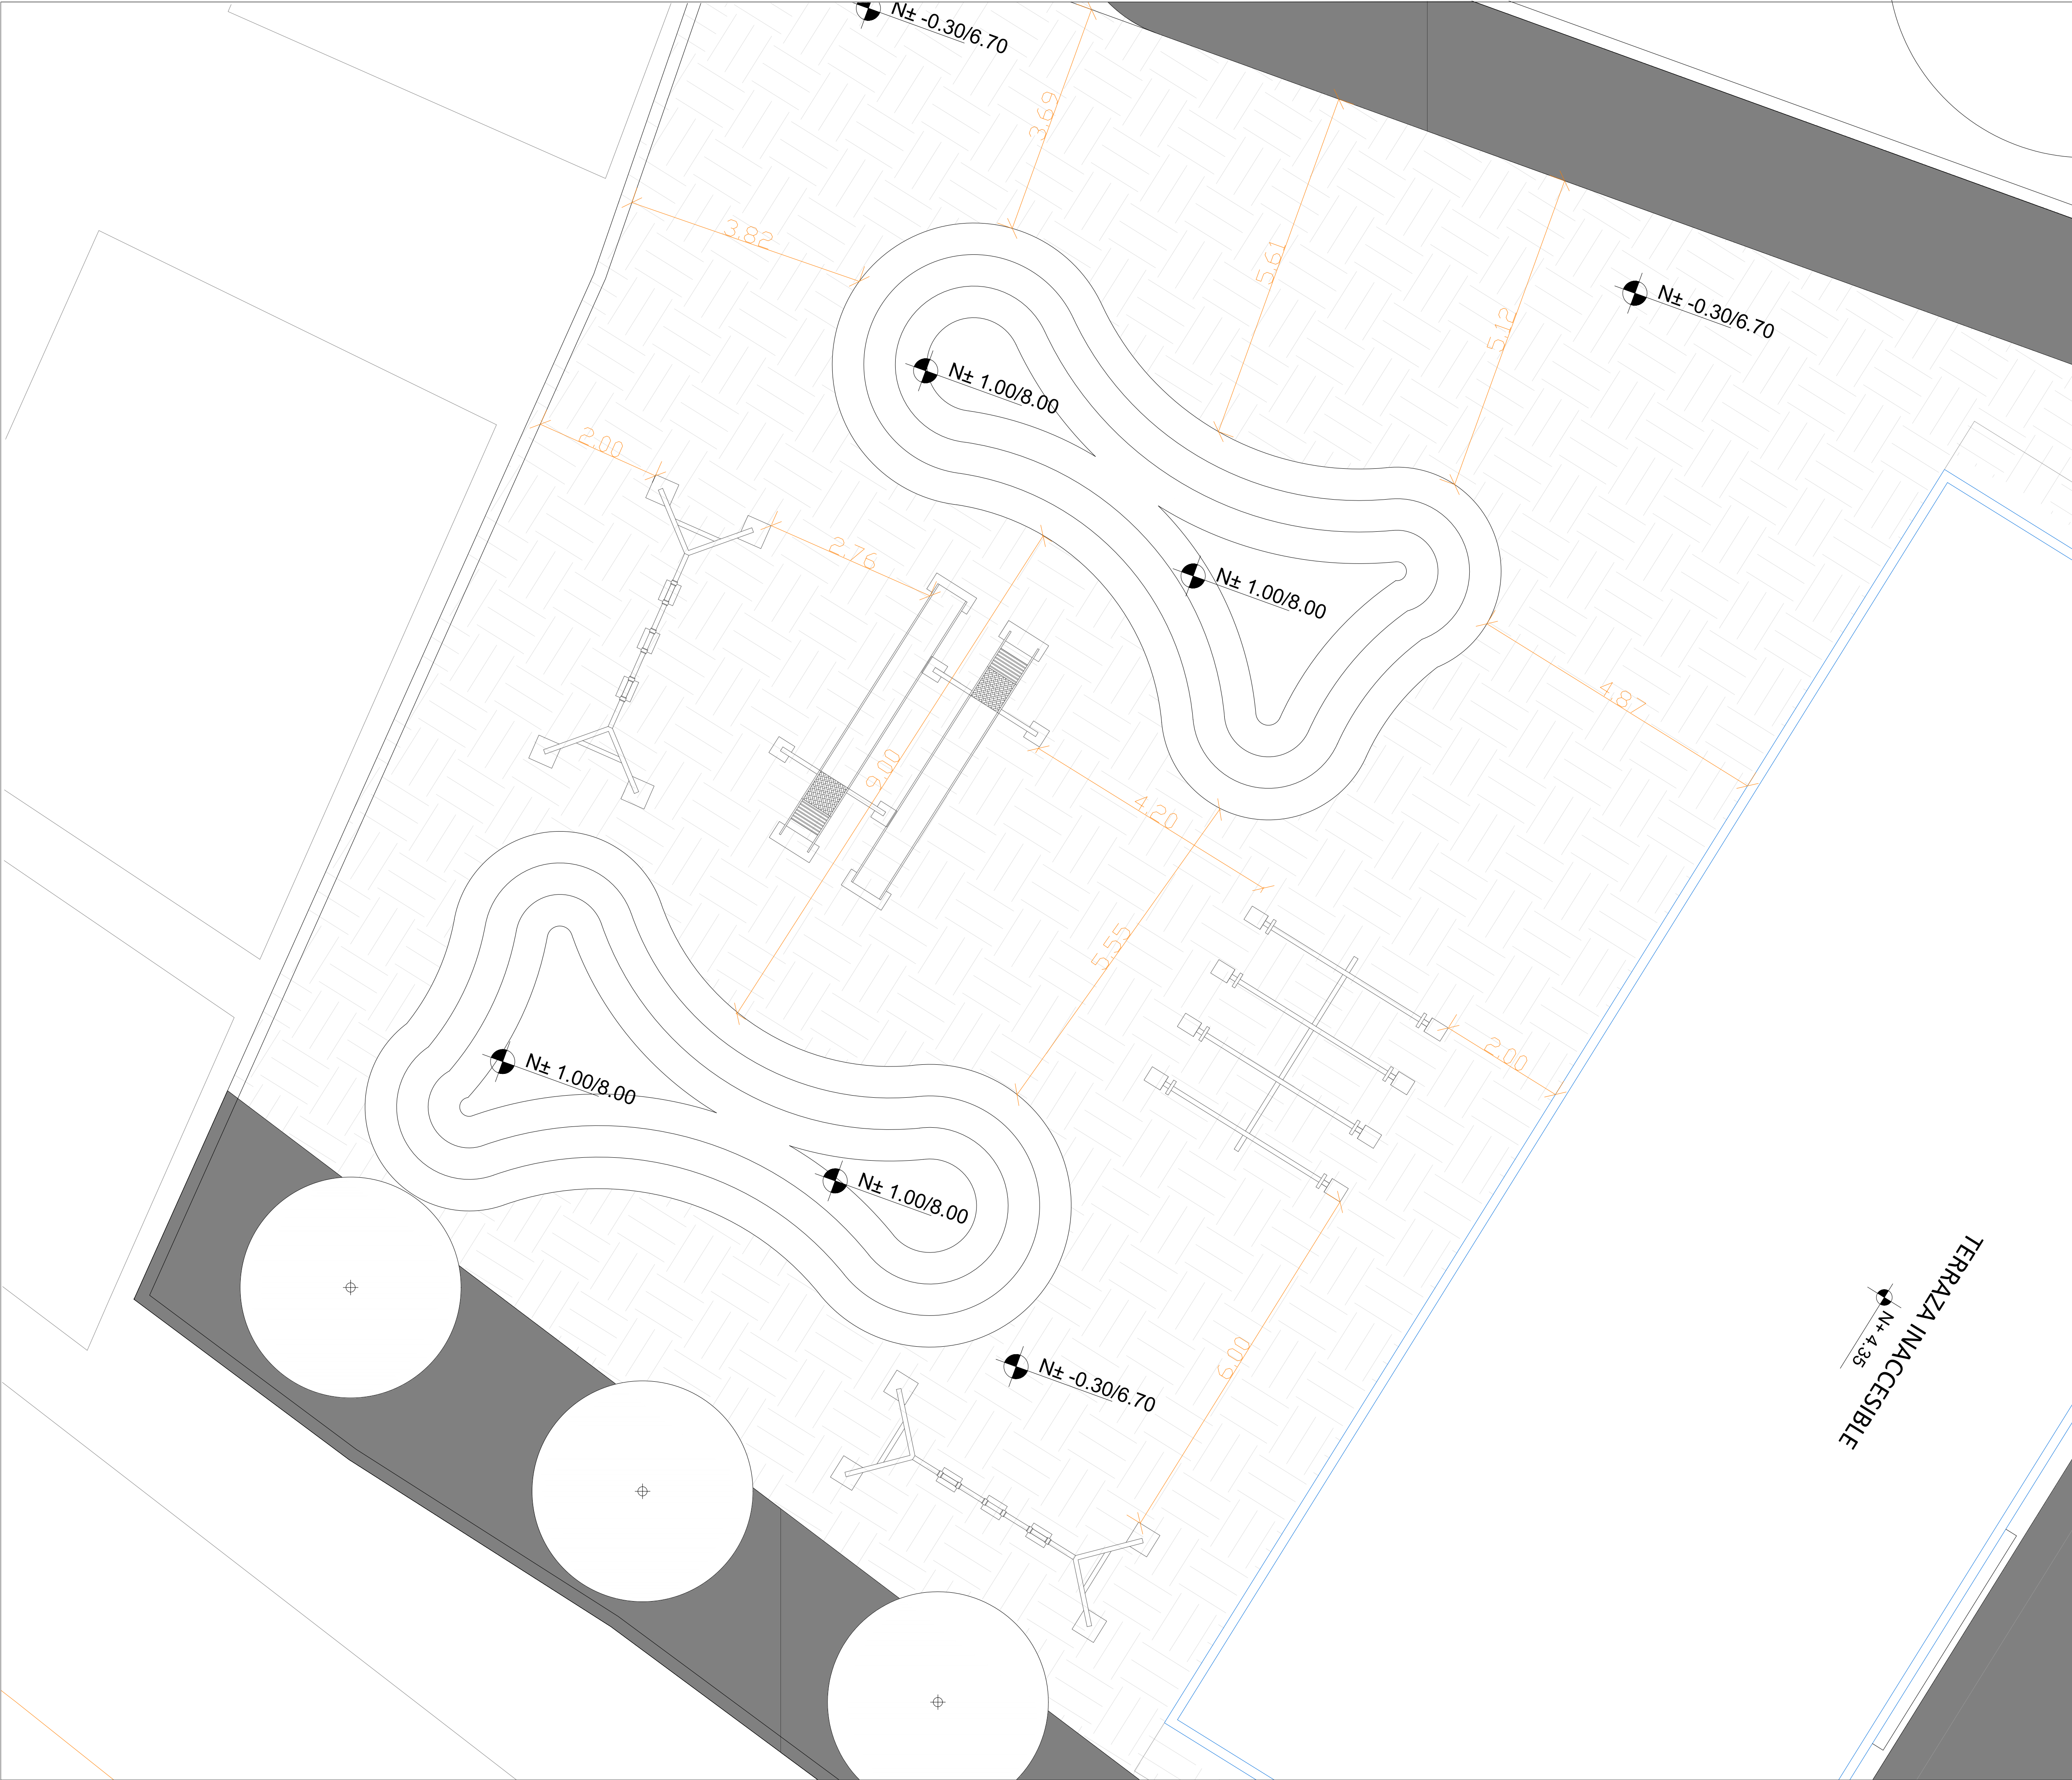 N± -0.30/6.70
3.69
3.82
5.61
5.12
N± -0.30/6.70
N± 1.00/8.00
2.00
2.76
N± 1.00/8.00
4.87
9.00
4.20
5.55
N± 1.00/8.00
2.00
N± 1.00/8.00
TERRAZA INACCESIBLE
N+ 4.35
N± -0.30/6.70